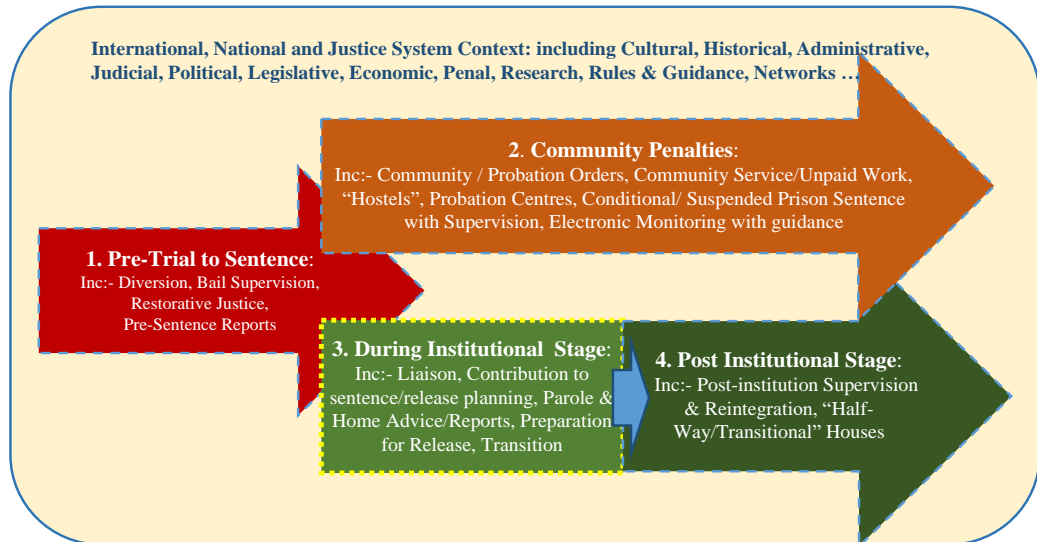 International, National and Justice System Context: including Cultural, Historical, Administrative,
Judicial, Political, Legislative, Economic, Penal, Research, Rules & Guidance, Networks …
2. Community Penalties:
Inc:- Community / Probation Orders, Community Service/Unpaid Work,
“Hostels”, Probation Centres, Conditional/ Suspended Prison Sentence
with Supervision, Electronic Monitoring with guidance
1. Pre-Trial to Sentence:
Inc:- Diversion, Bail Supervision,
Restorative Justice,
Pre-Sentence Reports
3. During Institutional Stage:
Inc:- Liaison, Contribution to
sentence/release planning, Parole &
Home Advice/Reports, Preparation
for Release, Transition
4. Post Institutional Stage:
Inc:- Post-institution Supervision
& Reintegration, “Half-
Way/Transitional” Houses